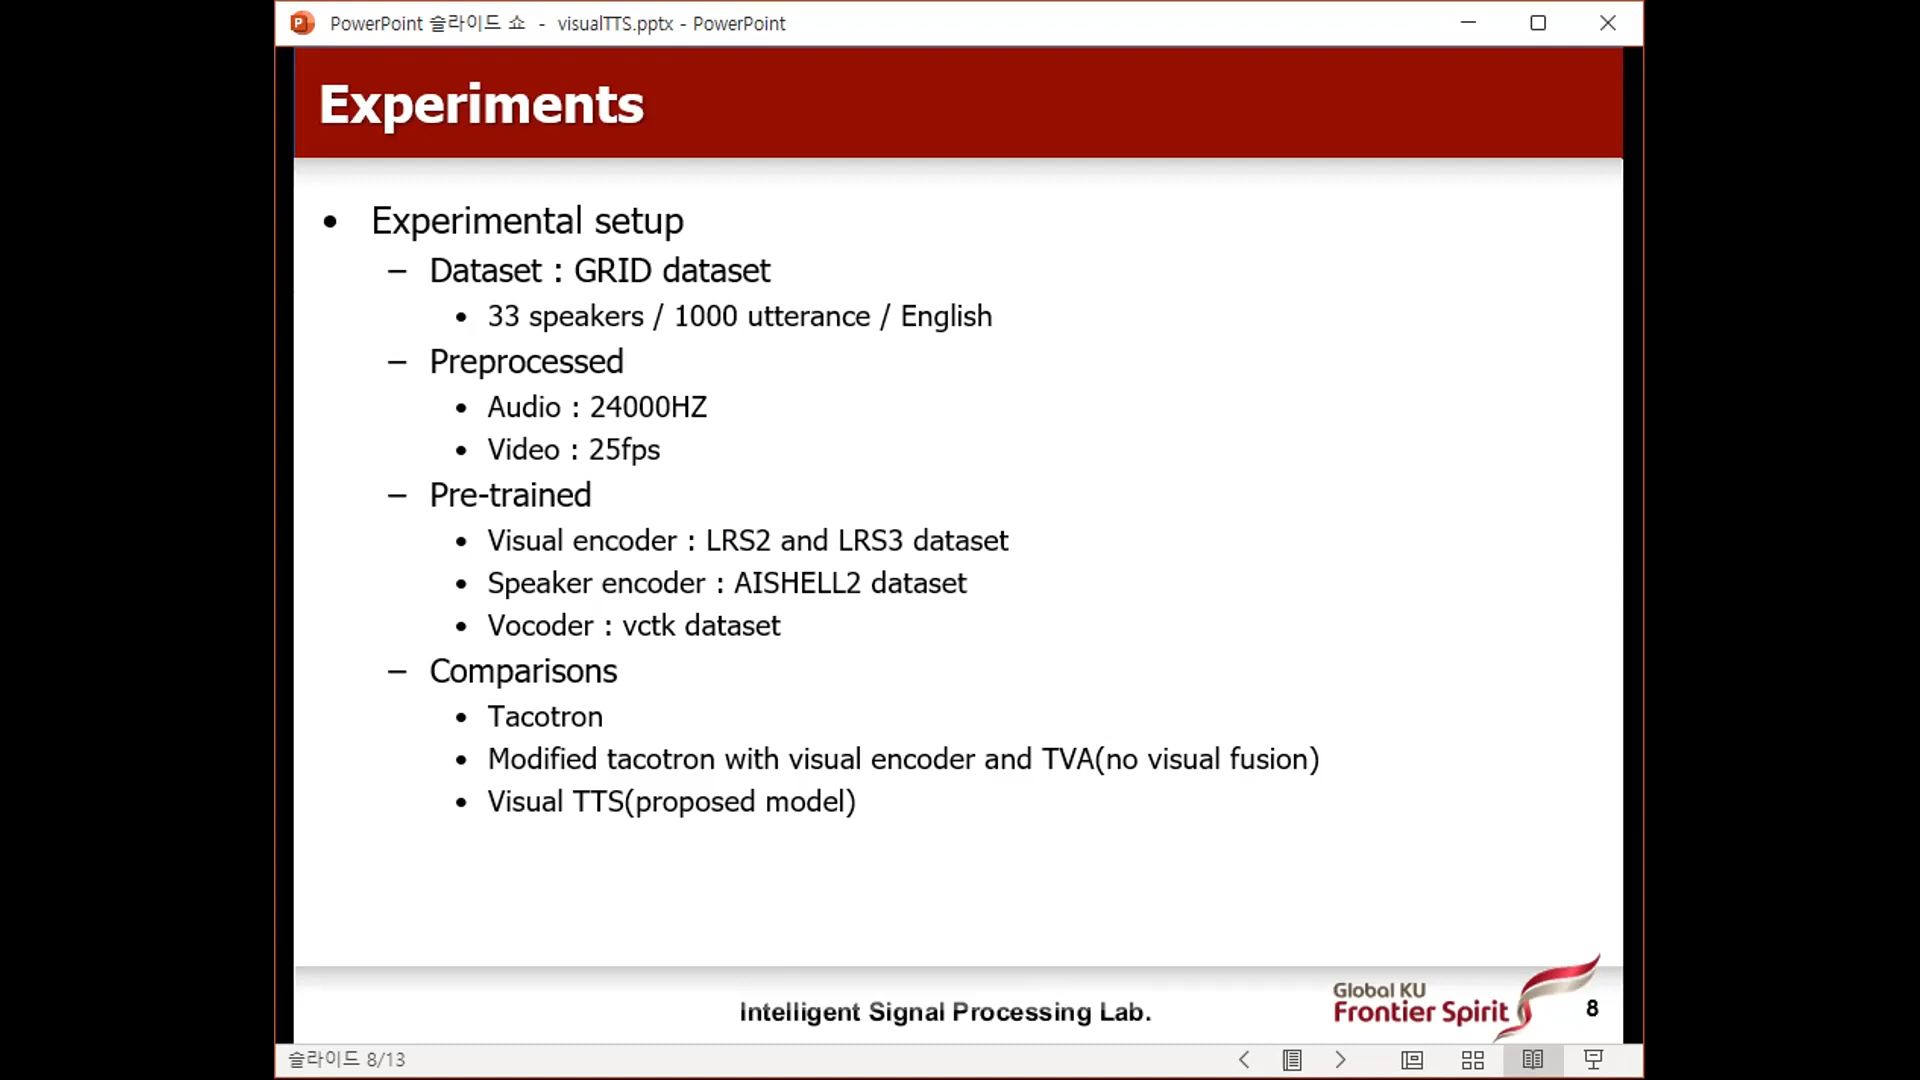 PowerPoint 슬라이드 쇼 - visualTTS.pptx - PowerPoint
Experiments
• Experimental setup
– Dataset : GRID dataset
• 33 speakers / 1000 utterance / English
– Preprocessed
• Audio : 24000HZ
• Video : 25fps
– Pre-trained
• Visual encoder : LRS2 and LRS3 dataset
• Speaker encoder : AISHELL2 dataset
• Vocoder : vctk dataset
– Comparisons
• Tacotron
• Modified tacotron with visual encoder and TVA(no visual fusion)
• Visual TTS(proposed model)
Intelligent Signal Processing Lab.
Global KU
Frontier Spirit
8
슬라이드 8/13